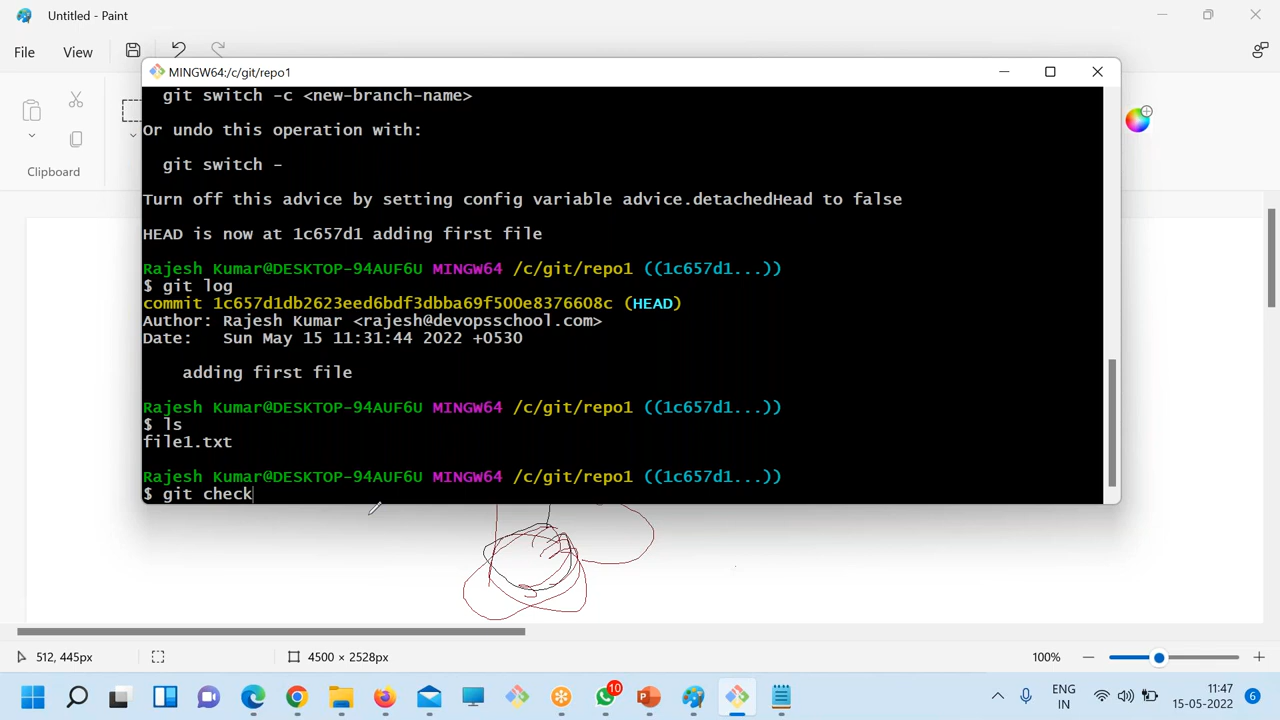 Untitled - Paint
File View
MINGW64:/c/git/repo1
git switch -c <new-branch-name>
Or undo this operation with:
git switch -
Turn off this advice by setting config variable advice.detachedHead to false
HEAD is now at 1c657d1 adding first file
Rajesh Kumar@DESKTOP-94AUF6U MINGW64 /c/git/repo1 ((1c657d1...))
$ git log
commit 1c657d1db2623eed6bdf3dbba69f500e8376608c (HEAD)
Author: Rajesh Kumar <rajesh@devopsschool.com>
Date:   Sun May 15 11:31:44 2022 +0530
adding first file
Rajesh Kumar@DESKTOP-94AUF6U MINGW64 /c/git/repo1 ((1c657d1...))
$ ls
file1.txt
Rajesh Kumar@DESKTOP-94AUF6U MINGW64 /c/git/repo1 ((1c657d1...))
$ git check
Clipboard
512, 445px
4500 × 2528px
100%
10
ENG
IN
11:47
15-05-2022
6